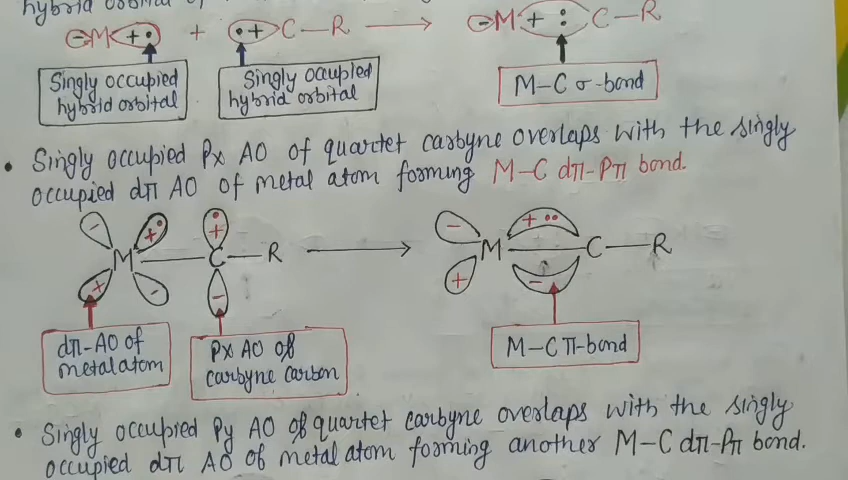 hybrid orbital of
⊖M(+•) + (•+)C—R → ⊖M(+ :)C—R
Singly occupied
hybrid orbital
Singly occupied
hybrid orbital
M-C σ-bond
• Singly occupied Px AO of quartet carbyne overlaps with the singly
occupied dπ AO of metal atom forming M-C dπ-Pπ bond.
- +• •+ - + ••
M C—R → M C—R
+ - - + -
dπ-AO of
metal atom
Px AO of
carbyne carbon
M-C π-bond
• Singly occupied Py AO of quartet carbyne overlaps with the singly
occupied dπ AO of metal atom forming another M-C dπ-Pπ bond.